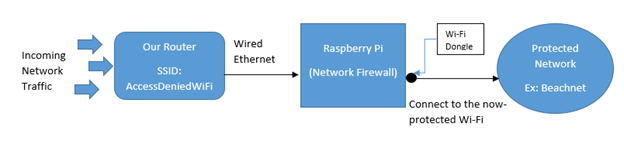 Incoming
Network
Traffic
Our Router
SSID:
AccessDeniedWiFi
Wired
Ethernet
Raspberry Pi
(Network Firewall)
Wi-Fi
Dongle
Connect to the now-
protected Wi-Fi
Protected
Network
Ex: Beachnet